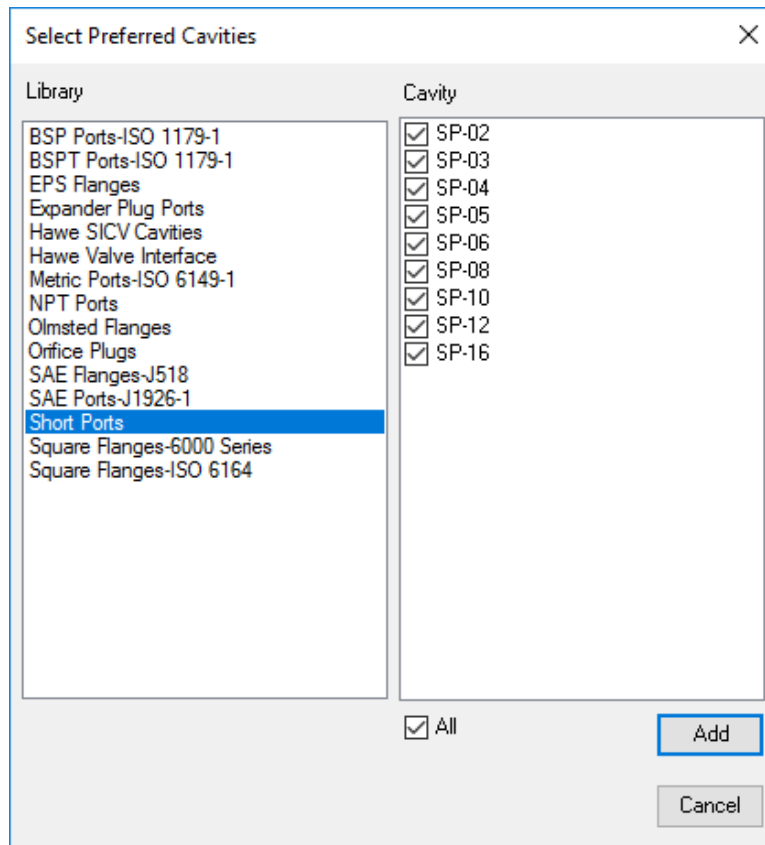 Select Preferred Cavities
Library
BSP Ports-ISO 1179-1
BSPT Ports-ISO 1179-1
EPS Flanges
Expander Plug Ports
Hawe SICV Cavities
Hawe Valve Interface
Metric Ports-ISO 6149-1
NPT Ports
Olmsted Flanges
Orifice Plugs
SAE Flanges-J518
SAE Ports-J1926-1
Short Ports
Square Flanges-6000 Series
Square Flanges-ISO 6164
Cavity
SP-02
SP-03
SP-04
SP-05
SP-06
SP-08
SP-10
SP-12
SP-16
All
Add
Cancel